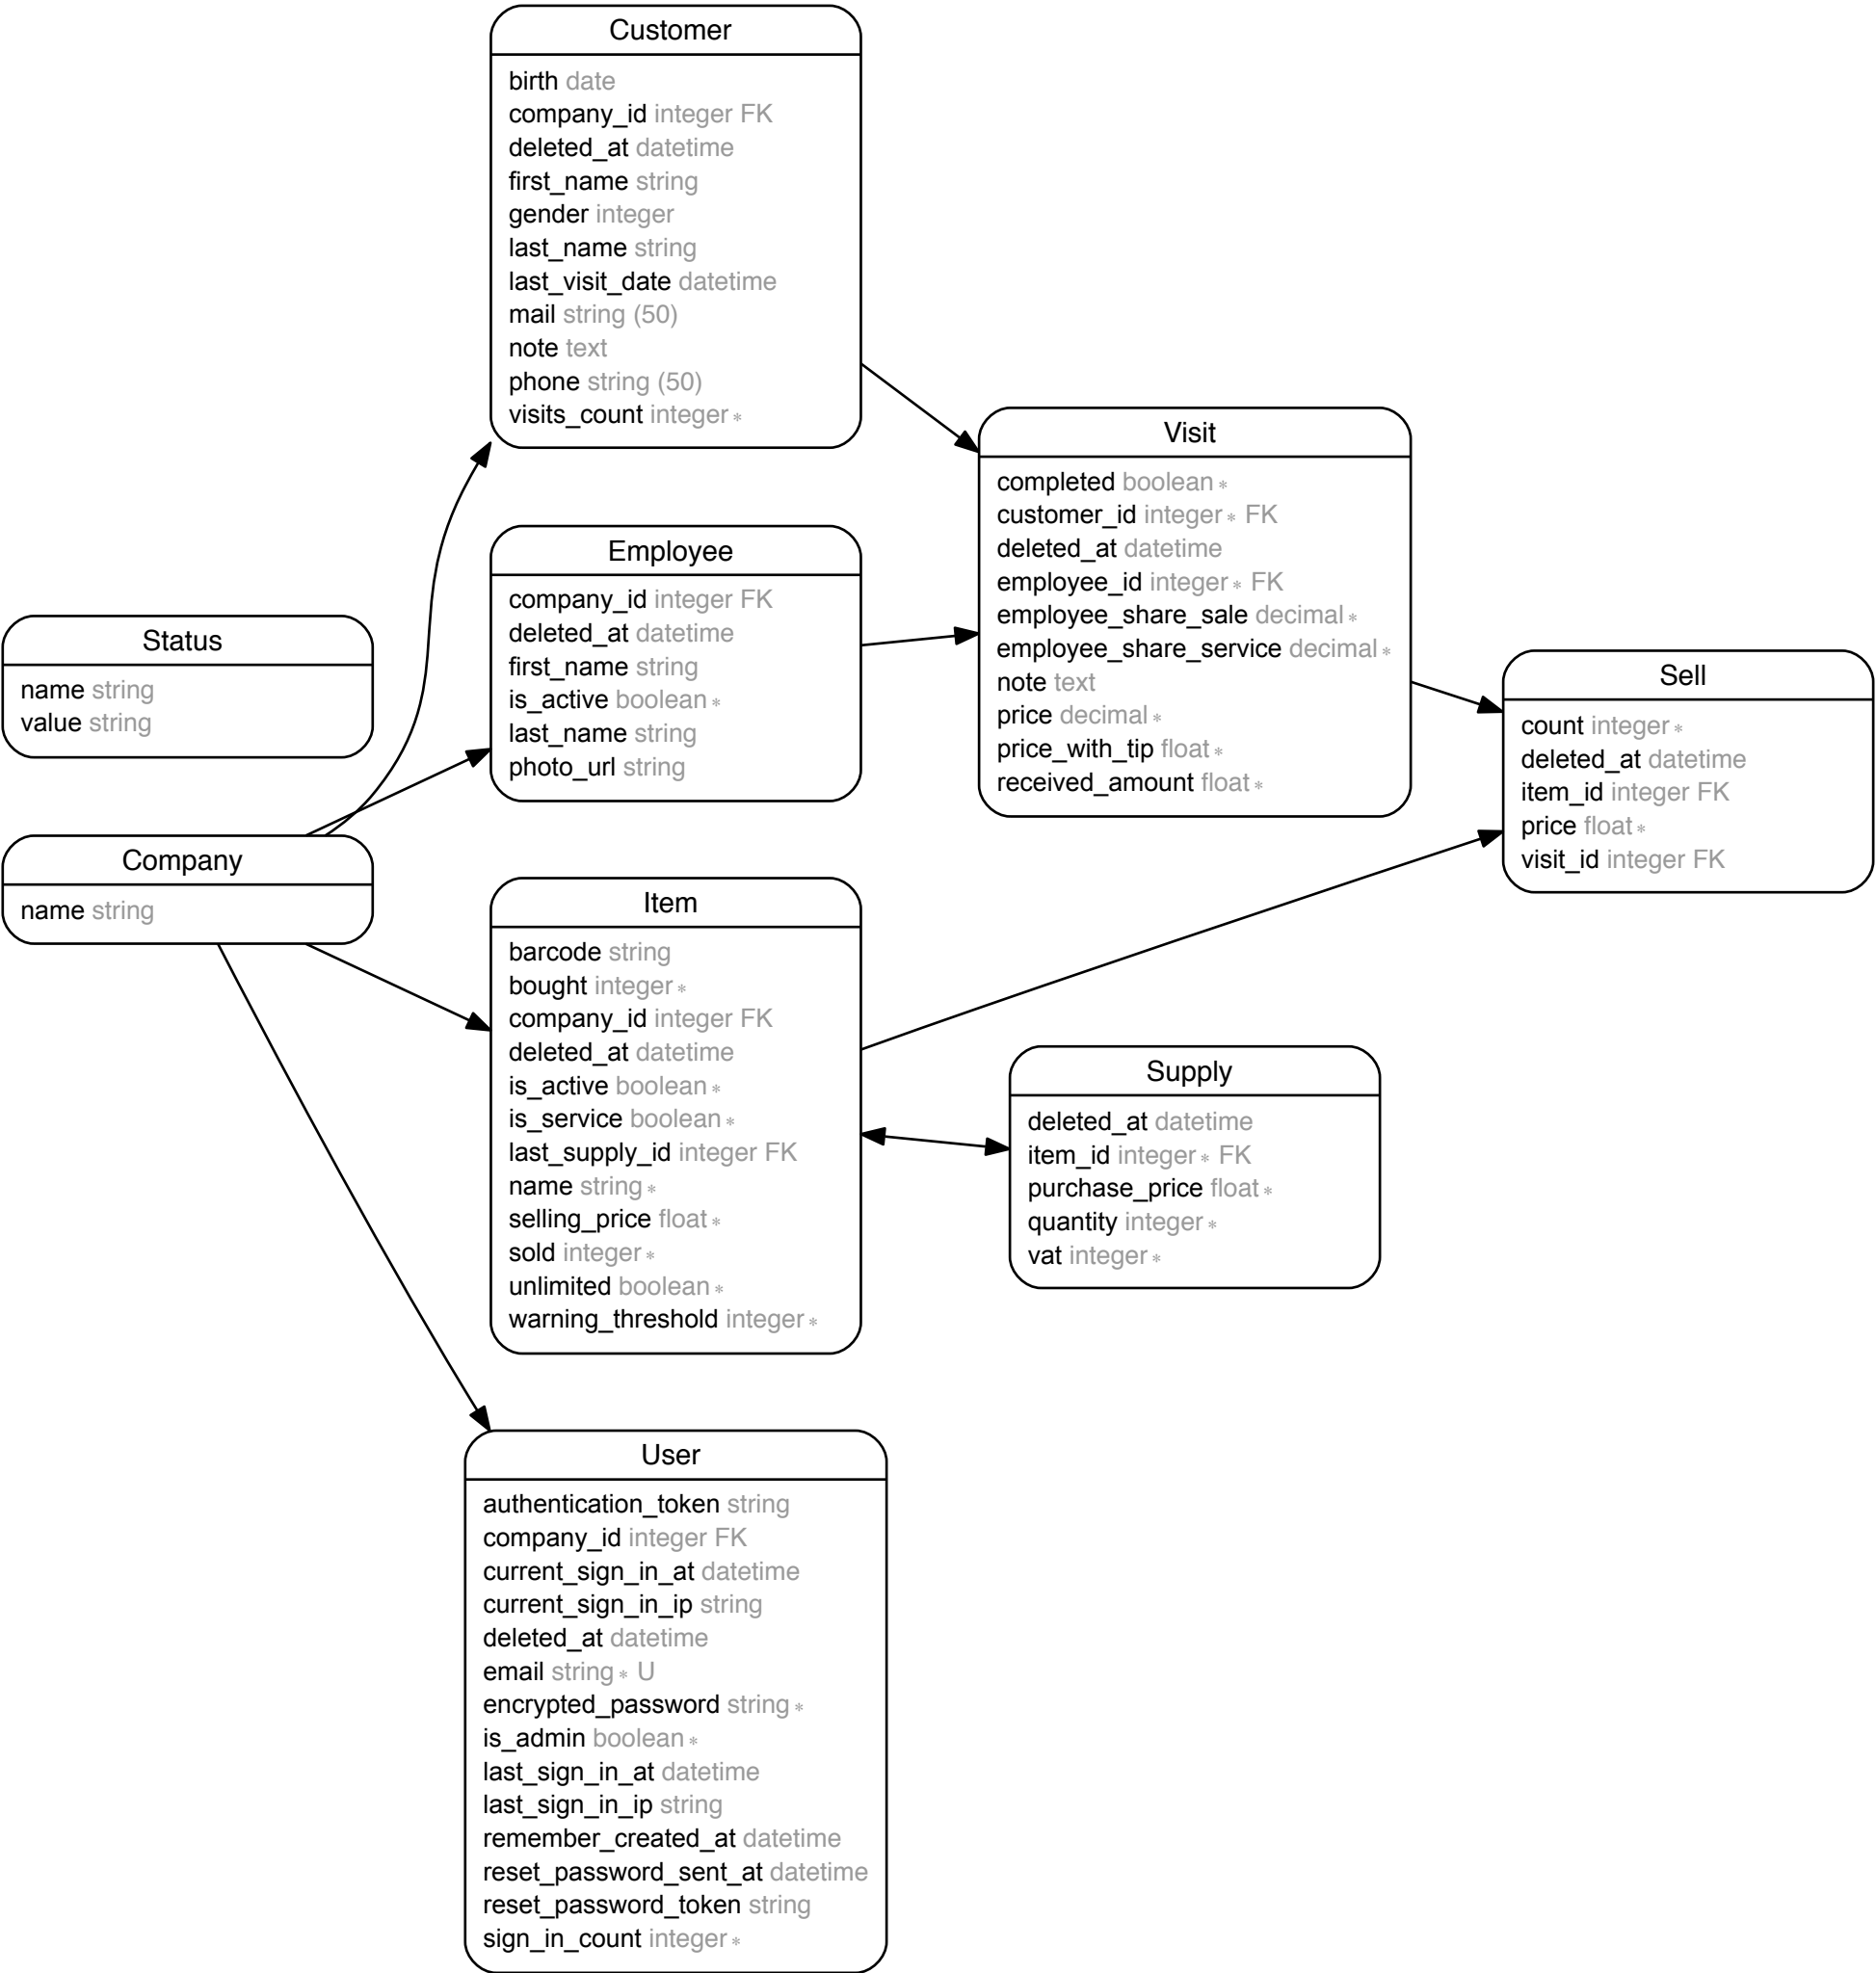 Customer
birth date
company_id integer FK
deleted_at datetime
first_name string
gender integer
last_name string
last_visit_date datetime
mail string (50)
note text
phone string (50)
visits_count integer ∗
Visit
completed boolean ∗
customer_id integer ∗ FK
deleted_at datetime
employee_id integer ∗ FK
employee_share_sale decimal ∗
employee_share_service decimal ∗
note text
price decimal ∗
price_with_tip float ∗
received_amount float ∗
Employee
company_id integer FK
deleted_at datetime
first_name string
is_active boolean ∗
last_name string
photo_url string
Status
name string
value string
Sell
count integer ∗
deleted_at datetime
item_id integer FK
price float ∗
visit_id integer FK
Company
name string
Item
barcode string
bought integer ∗
company_id integer FK
deleted_at datetime
is_active boolean ∗
is_service boolean ∗
last_supply_id integer FK
name string ∗
selling_price float ∗
sold integer ∗
unlimited boolean ∗
warning_threshold integer ∗
Supply
deleted_at datetime
item_id integer ∗ FK
purchase_price float ∗
quantity integer ∗
vat integer ∗
User
authentication_token string
company_id integer FK
current_sign_in_at datetime
current_sign_in_ip string
deleted_at datetime
email string ∗ U
encrypted_password string ∗
is_admin boolean ∗
last_sign_in_at datetime
last_sign_in_ip string
remember_created_at datetime
reset_password_sent_at datetime
reset_password_token string
sign_in_count integer ∗